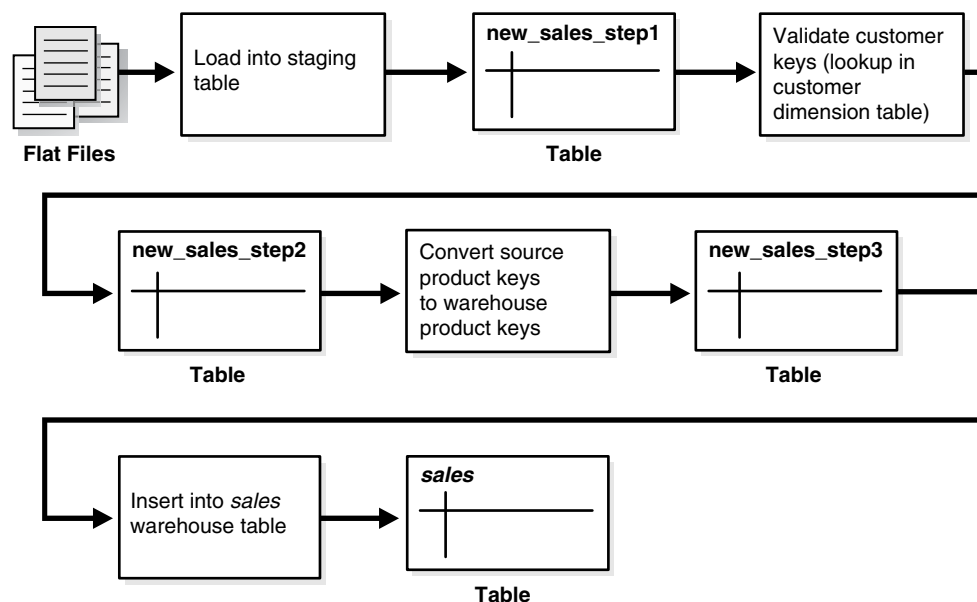 Flat Files
Load into staging
table
new_sales_step1
Table
Validate customer
keys (lookup in
customer
dimension table)
new_sales_step2
Table
Convert source
product keys
to warehouse
product keys
new_sales_step3
Table
Insert into sales
warehouse table
sales
Table